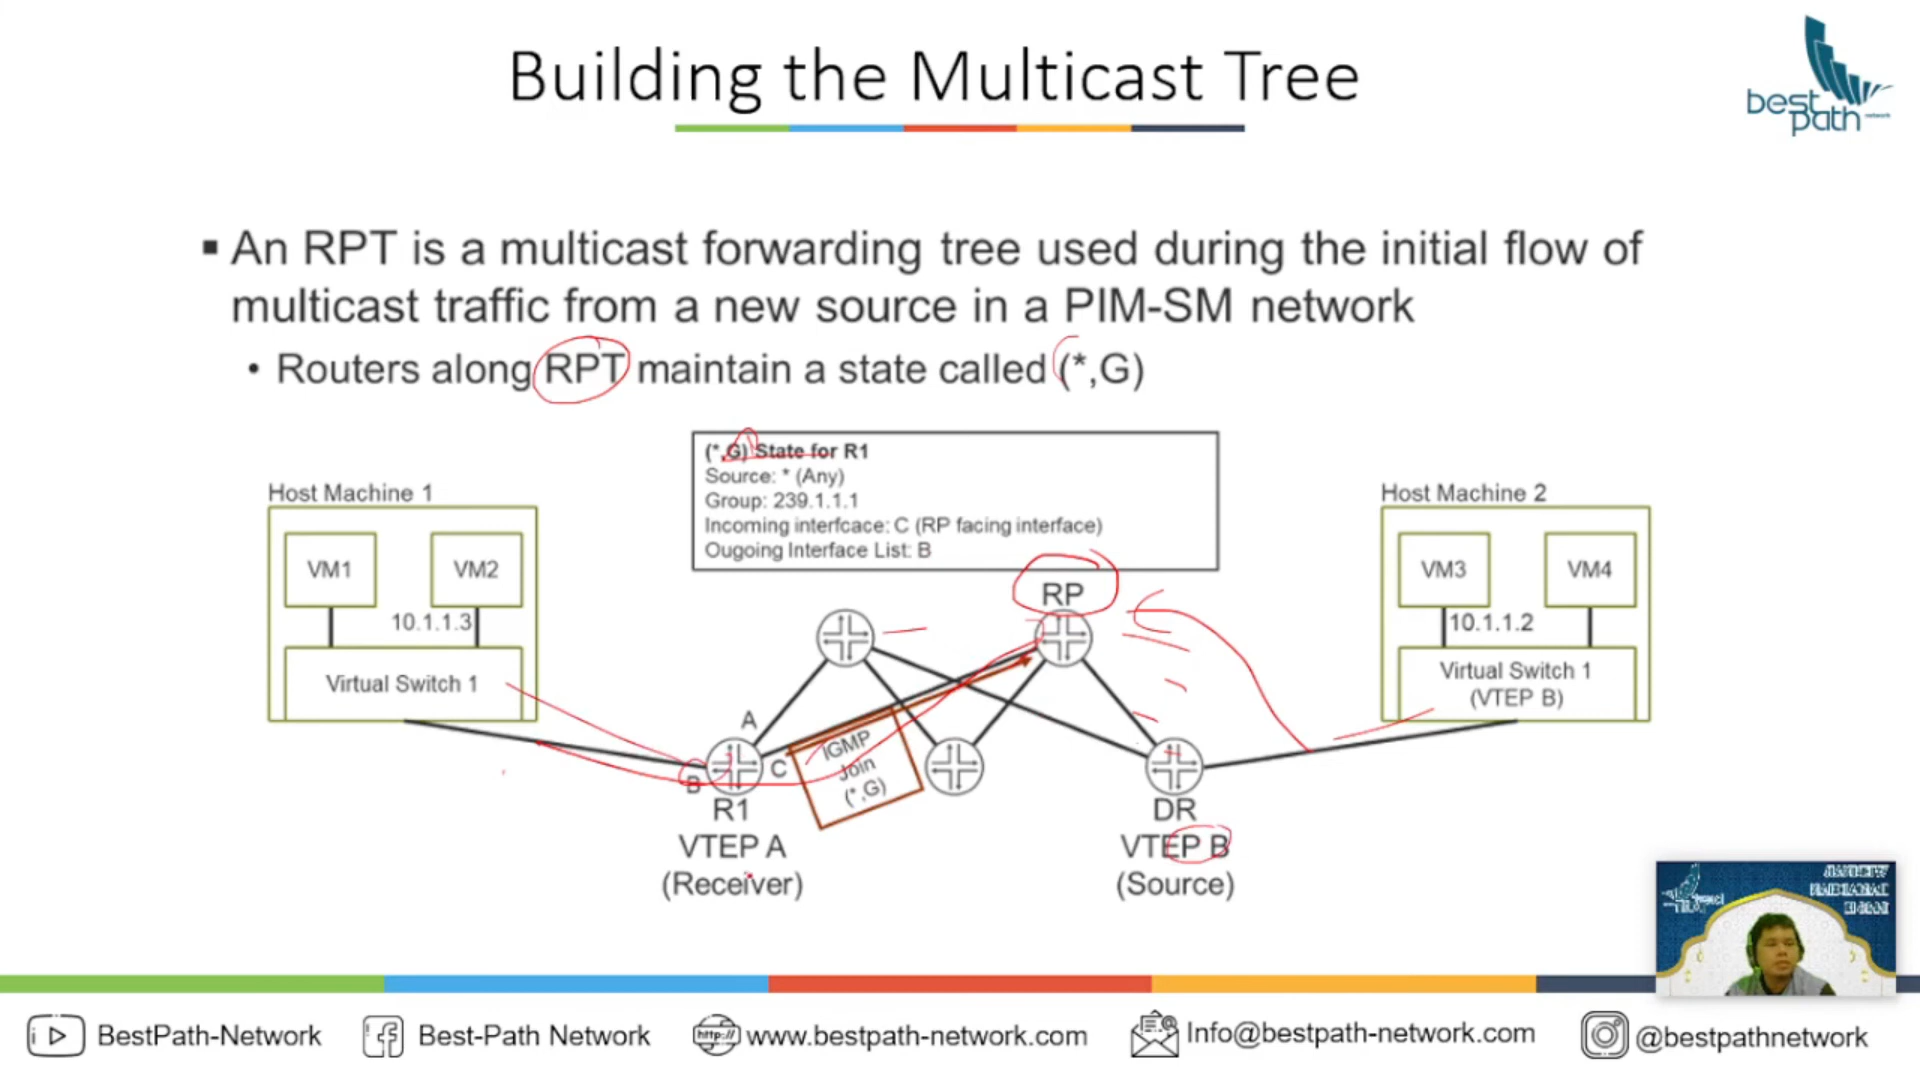 Building the Multicast Tree
best
path
network
▪ An RPT is a multicast forwarding tree used during the initial flow of
multicast traffic from a new source in a PIM-SM network
• Routers along RPT maintain a state called (*,G)
(*,G) State for R1
Source: * (Any)
Group: 239.1.1.1
Incoming interfcace: C (RP facing interface)
Ougoing Interface List: B
Host Machine 1
VM1
VM2
10.1.1.3
Virtual Switch 1
Host Machine 2
VM3
VM4
10.1.1.2
Virtual Switch 1
(VTEP B)
RP
A
B
C
IGMP
Join
(*,G)
R1
VTEP A
(Receiver)
DR
VTEP B
(Source)
BestPath-Network
Best-Path Network
http://
www.bestpath-network.com
Info@bestpath-network.com
@bestpathnetwork